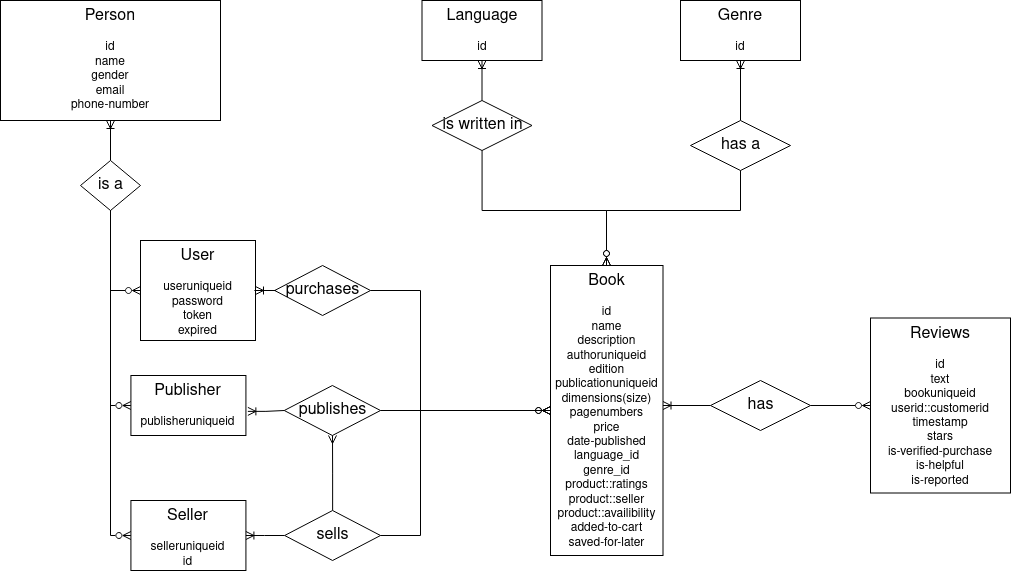 Person
id
name
gender
email
phone-number
Language
id
Genre
id
is written in
has a
is a
User
useruniqueid
password
token
expired
purchases
Publisher
publisheruniqueid
publishes
Seller
selleruniqueid
id
sells
Book
id
name
description
authoruniqueid
edition
publicationuniqueid
dimensions(size)
pagenumbers
price
date-published
language_id
genre_id
product::ratings
product::seller
product::availibility
added-to-cart
saved-for-later
has
Reviews
id
text
bookuniqueid
userid::customerid
timestamp
stars
is-verified-purchase
is-helpful
is-reported